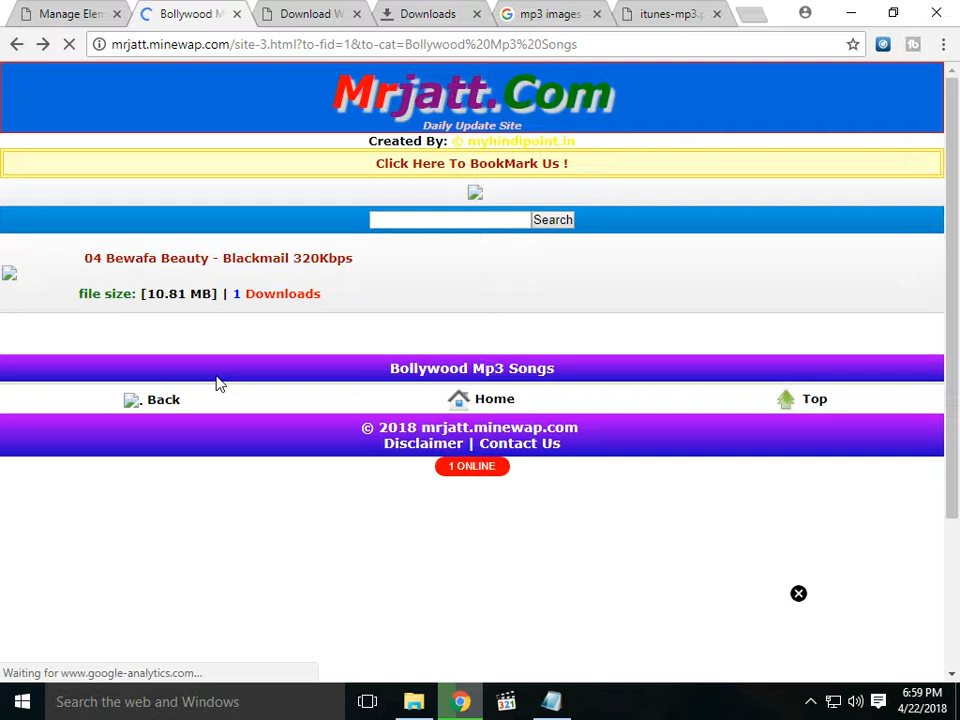 Manage Elem
Bollywood M
Download W
Downloads
mp3 images
itunes-mp3.p
mrjatt.minewap.com/site-3.html?to-fid=1&to-cat=Bollywood%20Mp3%20Songs
Mrjatt.Com
Daily Update Site
Created By: © myhindipoint.in
Click Here To BookMark Us !
Search
04 Bewafa Beauty - Blackmail 320Kbps
file size: [10.81 MB] | 1 Downloads
Bollywood Mp3 Songs
. Back
Home
Top
© 2018 mrjatt.minewap.com
Disclaimer | Contact Us
1 ONLINE
Waiting for www.google-analytics.com...
Search the web and Windows
321
6:59 PM
4/22/2018